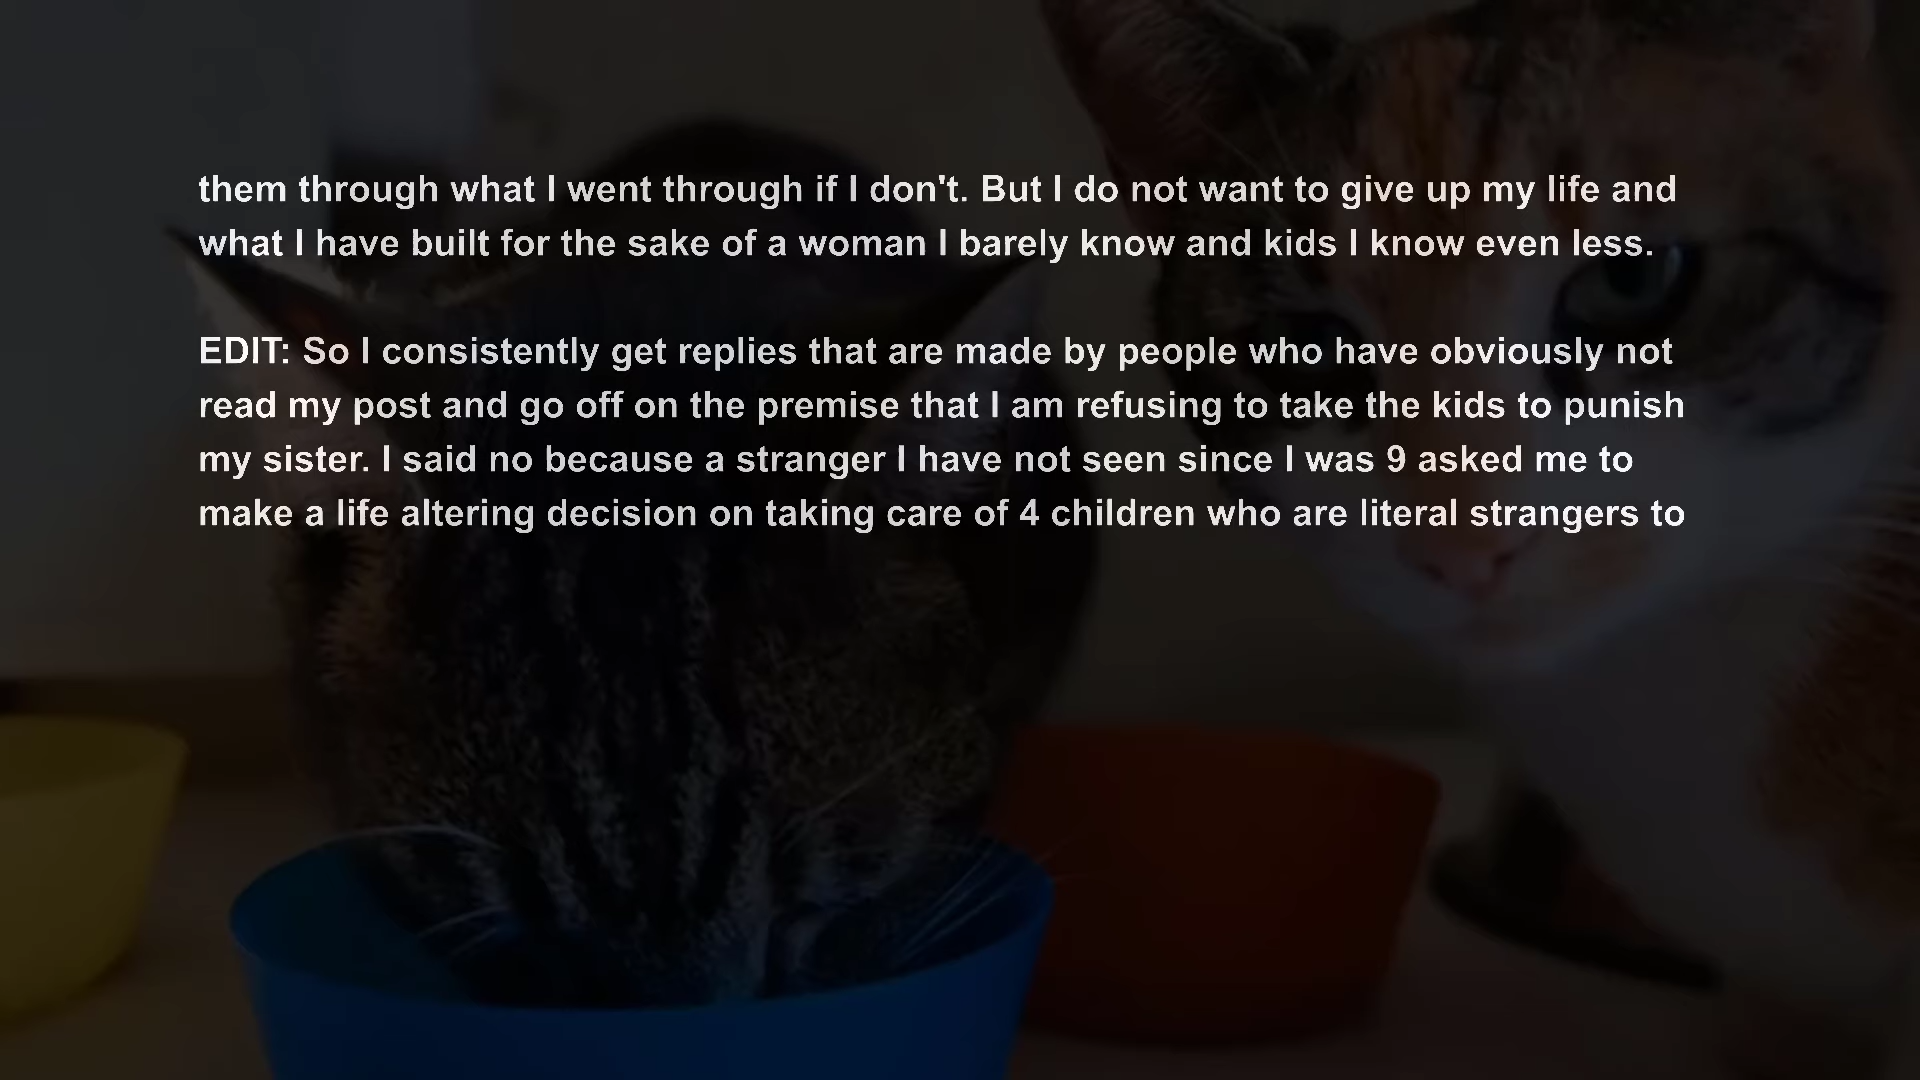 them through what I went through if I don't. But I do not want to give up my life and
what I have built for the sake of a woman I barely know and kids I know even less.
EDIT: So I consistently get replies that are made by people who have obviously not
read my post and go off on the premise that I am refusing to take the kids to punish
my sister. I said no because a stranger I have not seen since I was 9 asked me to
make a life altering decision on taking care of 4 children who are literal strangers to